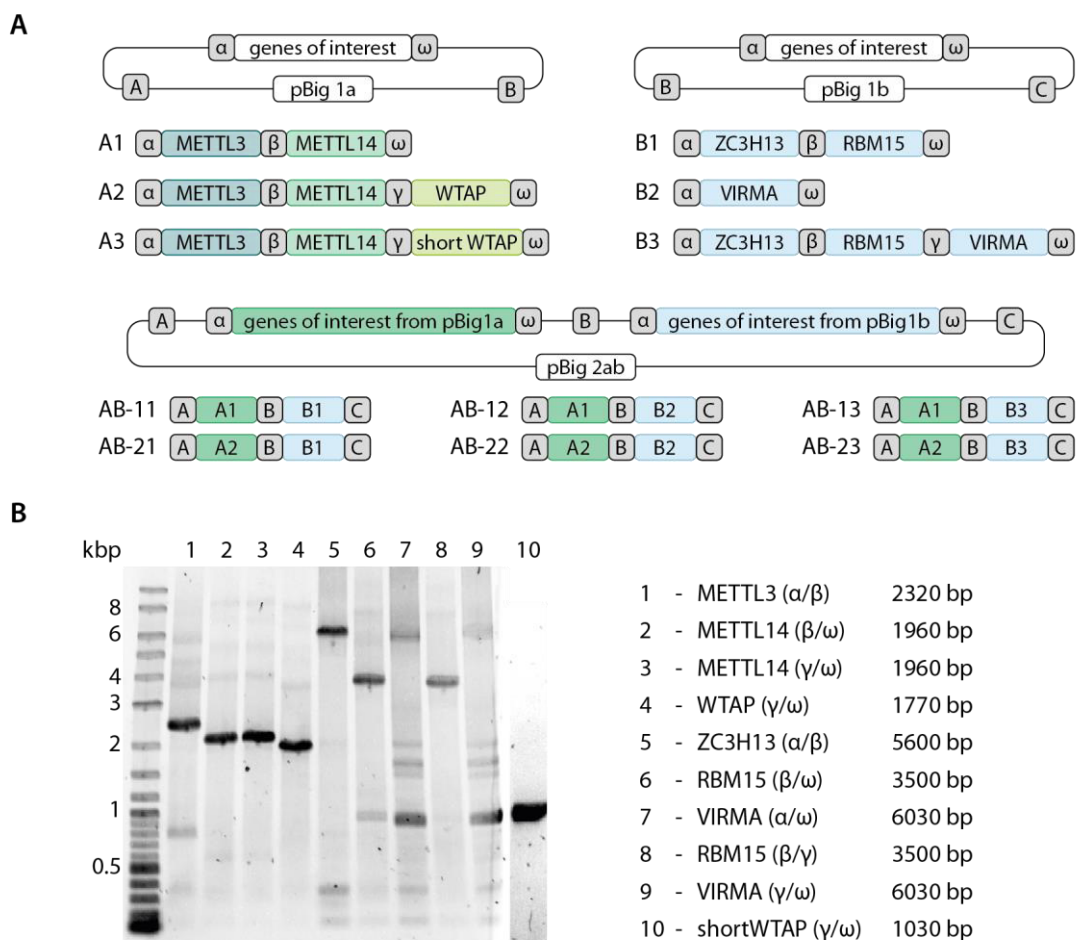 A
α genes of interest ω α genes of interest ω
A pBig 1a B B pBig 1b C
A1 α METTL3 β METTL14 ω B1 α ZC3H13 β RBM15 ω
A2 α METTL3 β METTL14 γ WTAP ω B2 α VIRMA ω
A3 α METTL3 β METTL14 γ short WTAP ω B3 α ZC3H13 β RBM15 γ VIRMA ω
A α genes of interest from pBig1a ω B α genes of interest from pBig1b ω C
pBig 2ab
AB-11 A A1 B B1 C AB-12 A A1 B B2 C AB-13 A A1 B B3 C
AB-21 A A2 B B1 C AB-22 A A2 B B2 C AB-23 A A2 B B3 C
B
kbp 1 2 3 4 5 6 7 8 9 10
8
6
4
3
2
1
0.5
1 - METTL3 (α/β) 2320 bp
2 - METTL14 (β/ω) 1960 bp
3 - METTL14 (γ/ω) 1960 bp
4 - WTAP (γ/ω) 1770 bp
5 - ZC3H13 (α/β) 5600 bp
6 - RBM15 (β/ω) 3500 bp
7 - VIRMA (α/ω) 6030 bp
8 - RBM15 (β/γ) 3500 bp
9 - VIRMA (γ/ω) 6030 bp
10 - shortWTAP (γ/ω) 1030 bp